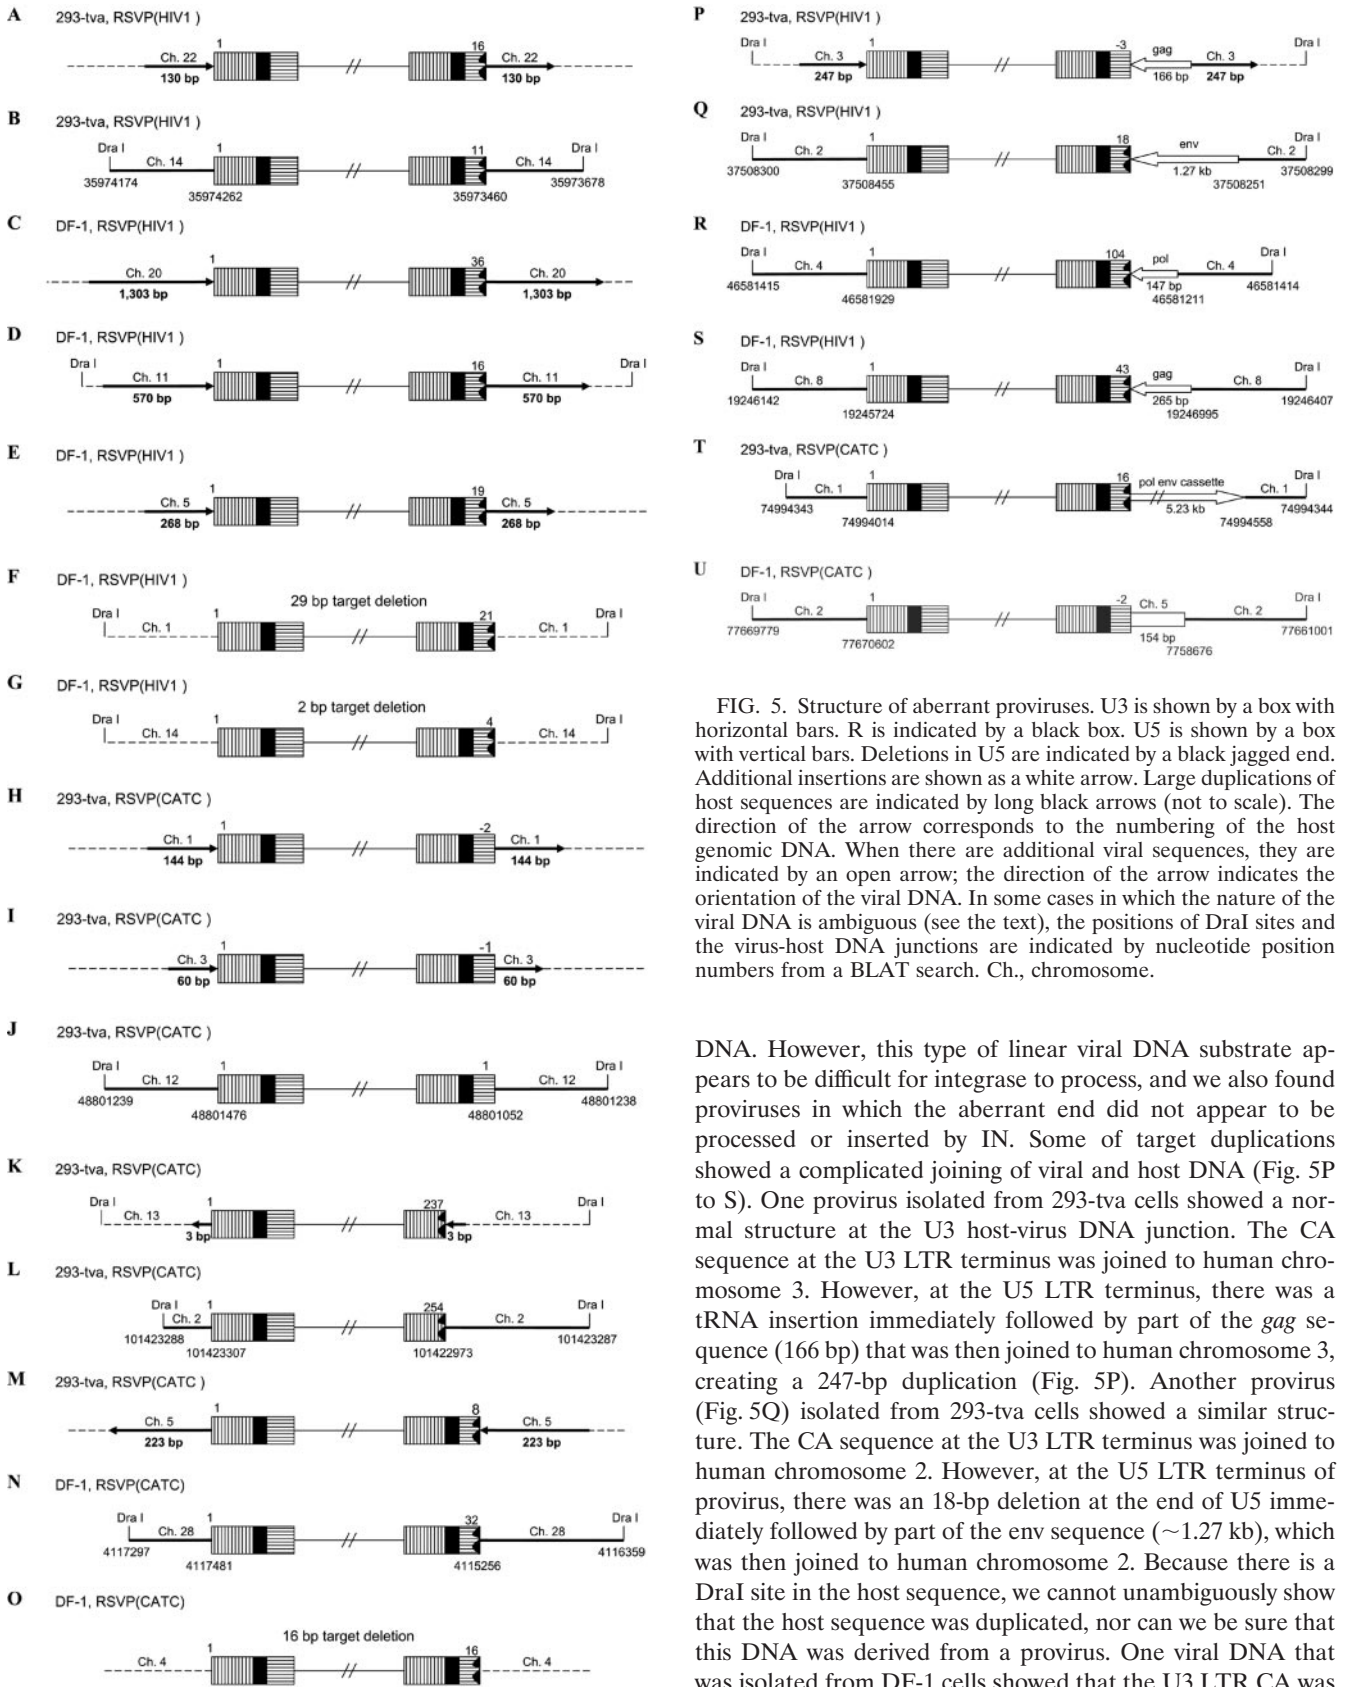 A 293-tva, RSVP(HIV1 )
1 16
Ch. 22 Ch. 22
130 bp 130 bp
B 293-tva, RSVP(HIV1 )
Dra I 1 11 Dra I
Ch. 14 Ch. 14
35974174 35974262 35973460 35973678
C DF-1, RSVP(HIV1 )
1 36
Ch. 20 Ch. 20
1,303 bp 1,303 bp
D DF-1, RSVP(HIV1 )
Dra I 1 16 Dra I
Ch. 11 Ch. 11
570 bp 570 bp
E DF-1, RSVP(HIV1 )
1 19
Ch. 5 Ch. 5
268 bp 268 bp
F DF-1, RSVP(HIV1 )
29 bp target deletion
Dra I 1 21 Dra I
Ch. 1 Ch. 1
G DF-1, RSVP(HIV1 )
2 bp target deletion
Dra I 1 4 Dra I
Ch. 14 Ch. 14
H 293-tva, RSVP(CATC )
1 -2
Ch. 1 Ch. 1
144 bp 144 bp
I 293-tva, RSVP(CATC )
1 -1
Ch. 3 Ch. 3
60 bp 60 bp
J 293-tva, RSVP(CATC )
Dra I 1 1 Dra I
Ch. 12 Ch. 12
48801239 48801476 48801052 48801238
K 293-tva, RSVP(CATC)
Dra I 1 237 Dra I
Ch. 13 Ch. 13
3 bp 3 bp
L 293-tva, RSVP(CATC)
Dra I 1 254 Dra I
Ch. 2 Ch. 2
101423288 101423307 101422973 101423287
M 293-tva, RSVP(CATC )
1 8
Ch. 5 Ch. 5
223 bp 223 bp
N DF-1, RSVP(CATC)
Dra I 1 32 Dra I
Ch. 28 Ch. 28
4117297 4117481 4115256 4116359
O DF-1, RSVP(CATC)
16 bp target deletion
1 16
Ch. 4 Ch. 4
P 293-tva, RSVP(HIV1 )
Dra I 1 -3 gag Dra I
Ch. 3 Ch. 3
247 bp 166 bp 247 bp
Q 293-tva, RSVP(HIV1 )
Dra I 1 18 env Dra I
Ch. 2 Ch. 2
37508300 37508455 1.27 kb 37508251 37508299
R DF-1, RSVP(HIV1 )
Dra I 1 104 pol Dra I
Ch. 4 Ch. 4
46581415 46581929 147 bp 46581211 46581414
S DF-1, RSVP(HIV1 )
Dra I 1 43 gag Dra I
Ch. 8 Ch. 8
19246142 19245724 265 bp 19246995 19246407
T 293-tva, RSVP(CATC )
Dra I 1 16 pol env cassette Dra I
Ch. 1 Ch. 1
74994343 74994014 5.23 kb 74994558 74994344
U DF-1, RSVP(CATC )
Dra I 1 -2 Ch. 5 Dra I
Ch. 2 Ch. 2
77669779 77670602 154 bp 7758676 77661001
FIG. 5. Structure of aberrant proviruses. U3 is shown by a box with
horizontal bars. R is indicated by a black box. U5 is shown by a box
with vertical bars. Deletions in U5 are indicated by a black jagged end.
Additional insertions are shown as a white arrow. Large duplications of
host sequences are indicated by long black arrows (not to scale). The
direction of the arrow corresponds to the numbering of the host
genomic DNA. When there are additional viral sequences, they are
indicated by an open arrow; the direction of the arrow indicates the
orientation of the viral DNA. In some cases in which the nature of the
viral DNA is ambiguous (see the text), the positions of DraI sites and
the virus-host DNA junctions are indicated by nucleotide position
numbers from a BLAT search. Ch., chromosome.
DNA. However, this type of linear viral DNA substrate ap-
pears to be difficult for integrase to process, and we also found
proviruses in which the aberrant end did not appear to be
processed or inserted by IN. Some of target duplications
showed a complicated joining of viral and host DNA (Fig. 5P
to S). One provirus isolated from 293-tva cells showed a nor-
mal structure at the U3 host-virus DNA junction. The CA
sequence at the U3 LTR terminus was joined to human chro-
mosome 3. However, at the U5 LTR terminus, there was a
tRNA insertion immediately followed by part of the gag se-
quence (166 bp) that was then joined to human chromosome 3,
creating a 247-bp duplication (Fig. 5P). Another provirus
(Fig. 5Q) isolated from 293-tva cells showed a similar struc-
ture. The CA sequence at the U3 LTR terminus was joined to
human chromosome 2. However, at the U5 LTR terminus of
provirus, there was an 18-bp deletion at the end of U5 imme-
diately followed by part of the env sequence (~1.27 kb), which
was then joined to human chromosome 2. Because there is a
DraI site in the host sequence, we cannot unambiguously show
that the host sequence was duplicated, nor can we be sure that
this DNA was derived from a provirus. One viral DNA that
was isolated from DF-1 cells showed that the U3 LTR CA was